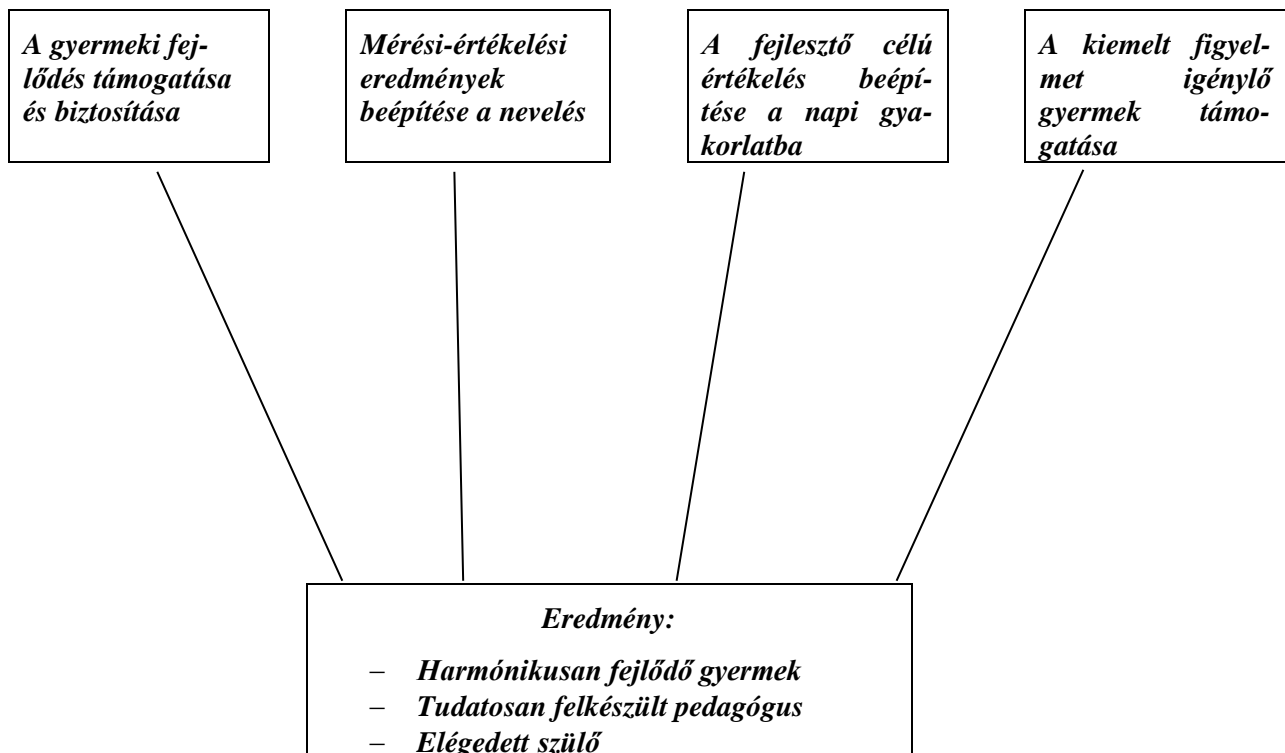 A gyermeki fej-
lődés támogatása
és biztosítása
Mérési-értékelési
eredmények
beépítése a nevelés
A fejlesztő célú
értékelés beépí-
tése a napi gya-
korlatba
A kiemelt figyel-
met igénylő
gyermek támo-
gatása
Eredmény:
– Harmónikusan fejlődő gyermek
– Tudatosan felkészült pedagógus
– Elégedett szülő